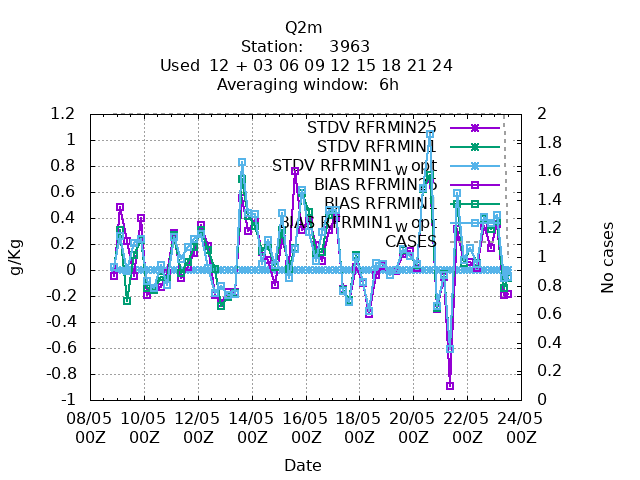 Q2m
Station: 3963
Used 12 + 03 06 09 12 15 18 21 24
Averaging window: 6h
1.2
1
0.8
0.6
0.4
0.2
0
-0.2
-0.4
-0.6
-0.8
-1
g/Kg
STDV RFRMIN25
STDV RFRMIN1
STDV RFRMIN1w opt
BIAS RFRMIN25
BIAS RFRMIN1
BIAS RFRMIN1w opt
CASES
2
1.8
1.6
1.4
1.2
1
0.8
0.6
0.4
0.2
0
No cases
08/05 10/05 12/05 14/05 16/05 18/05 20/05 22/05 24/05
00Z 00Z 00Z 00Z 00Z 00Z 00Z 00Z 00Z
Date